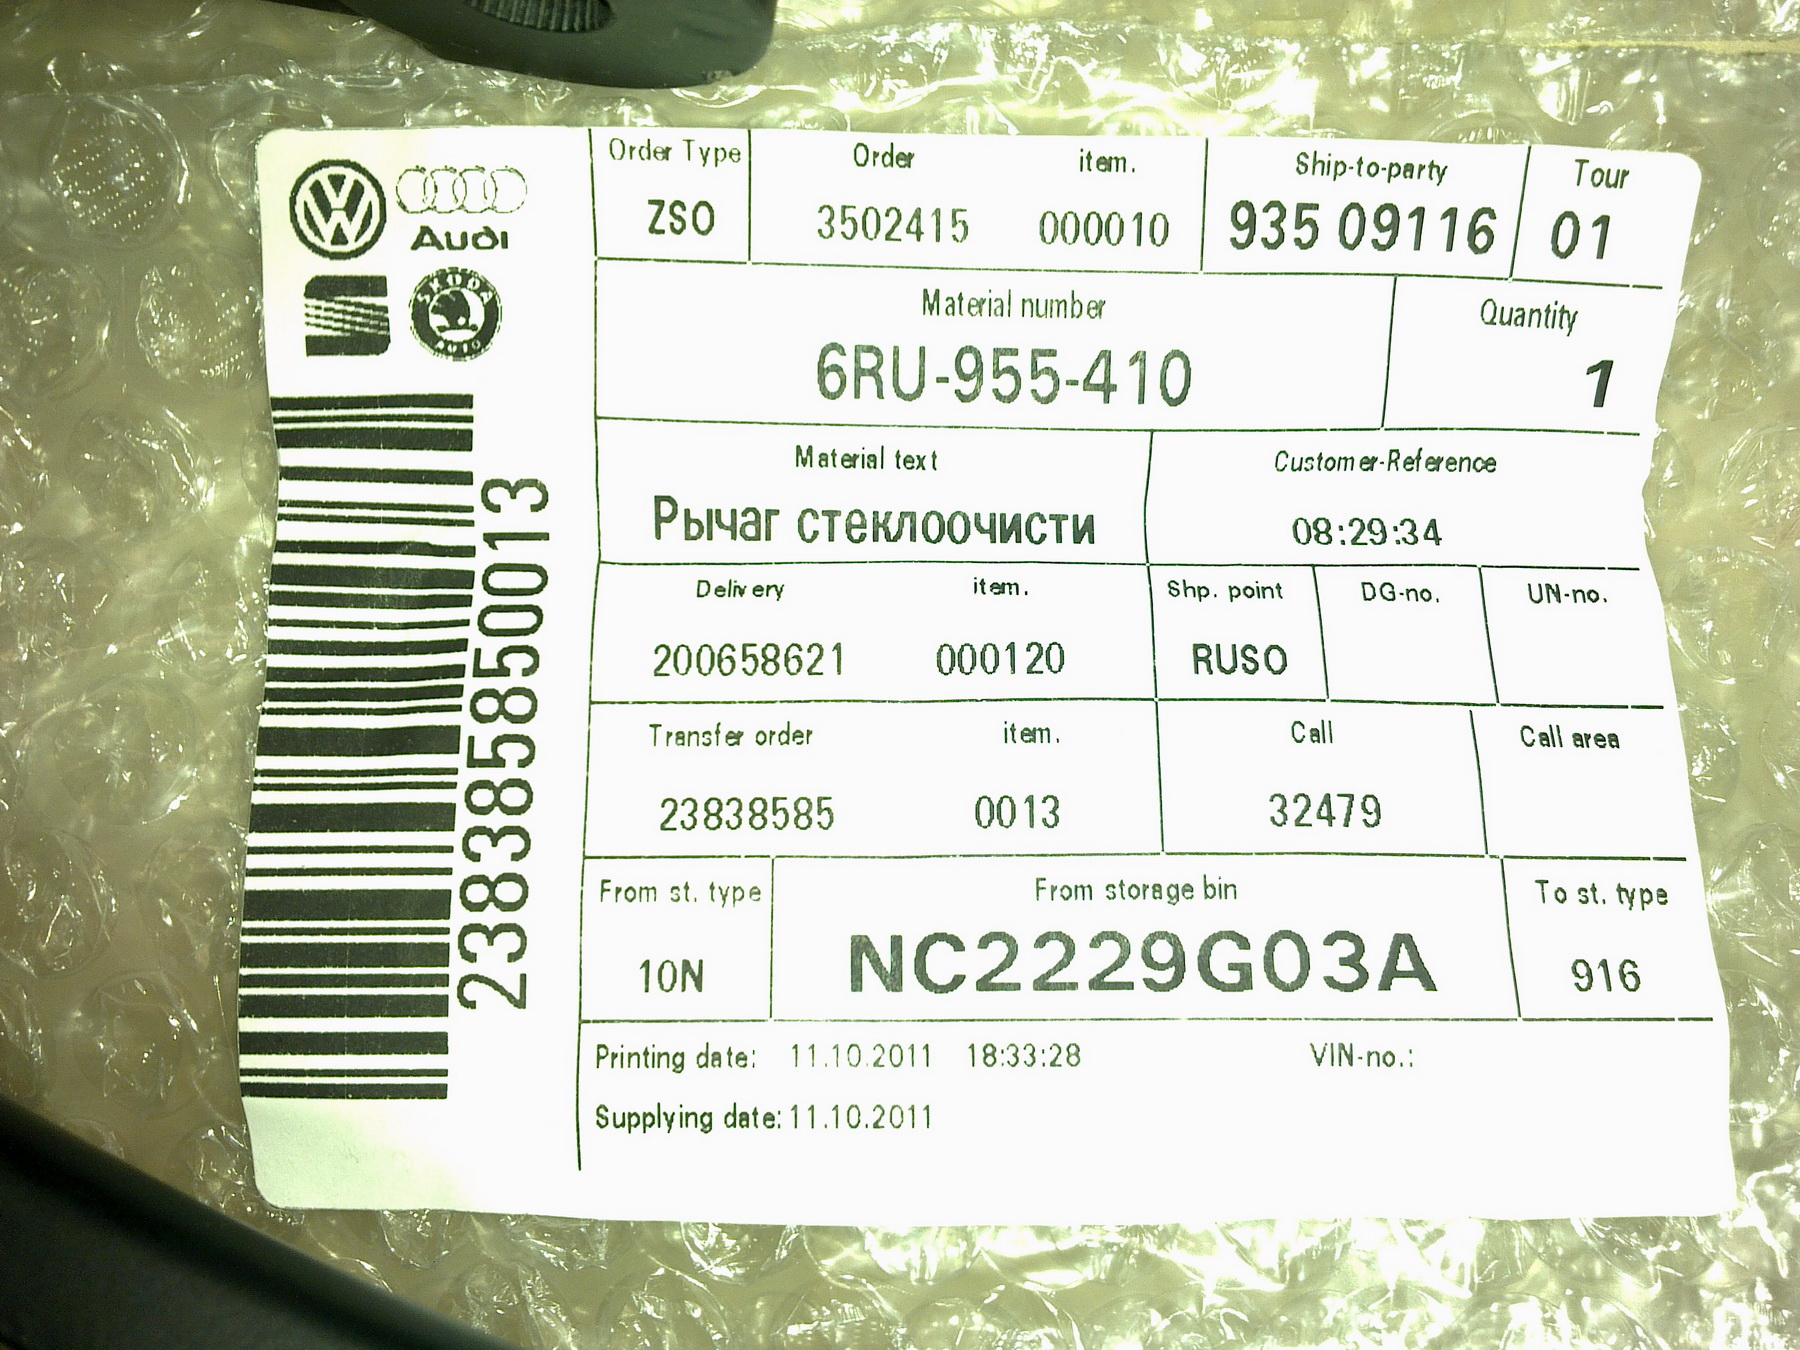 Order Type Order item. Ship-to-party Tour
ZSO 3502415 000010 935 09116 01
Audi
SKODA
AUTO
Material number Quantity
6RU-955-410 1
Material text Customer-Reference
Рычаг стеклоочисти 08:29:34
Delivery item. Shp. point DG-no. UN-no.
200658621 000120 RUSO
Transfer order item. Call Call area
23838585 0013 32479
From st. type From storage bin To st. type
10N NC2229G03A 916
Printing date: 11.10.2011 18:33:28 VIN-no.:
Supplying date: 11.10.2011
238385850013